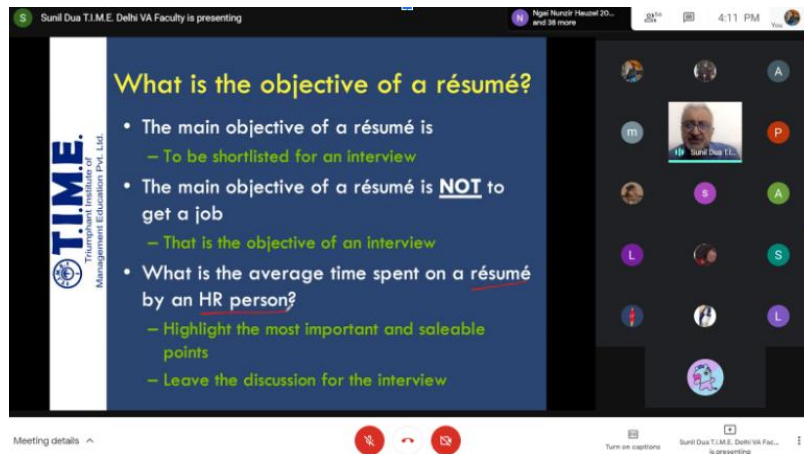 S Sunil Dua T.I.M.E. Delhi VA Faculty is presenting
N Ngai Nunzir Heuzel 20...
and 38 more
4:11 PM
You
What is the objective of a résumé?
• The main objective of a résumé is
– To be shortlisted for an interview
• The main objective of a résumé is NOT to
get a job
– That is the objective of an interview
• What is the average time spent on a résumé
by an HR person?
– Highlight the most important and saleable
points
– Leave the discussion for the interview
T.I.M.E.
Triumphant Institute of
Management Education Pvt. Ltd.
A
m
Sunil Dua T.I...
P
s
A
L
S
L
Meeting details
Turn on captions
Sunil Dua T.I.M.E. Delhi VA Fac...
is presenting